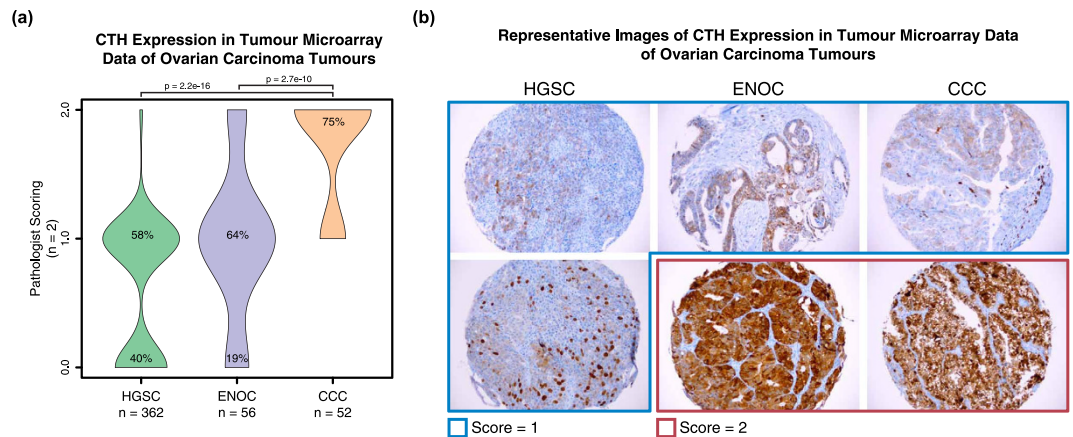 (a)
CTH Expression in Tumour Microarray
Data of Ovarian Carcinoma Tumours
p = 2.2e-16
p = 2.7e-10
Pathologist Scoring
(n = 2)
2.0
1.0
0.0
75%
58%
64%
40%
19%
HGSC
n = 362
ENOC
n = 56
CCC
n = 52
(b)
Representative Images of CTH Expression in Tumour Microarray Data
of Ovarian Carcinoma Tumours
HGSC
ENOC
CCC
Score = 1
Score = 2